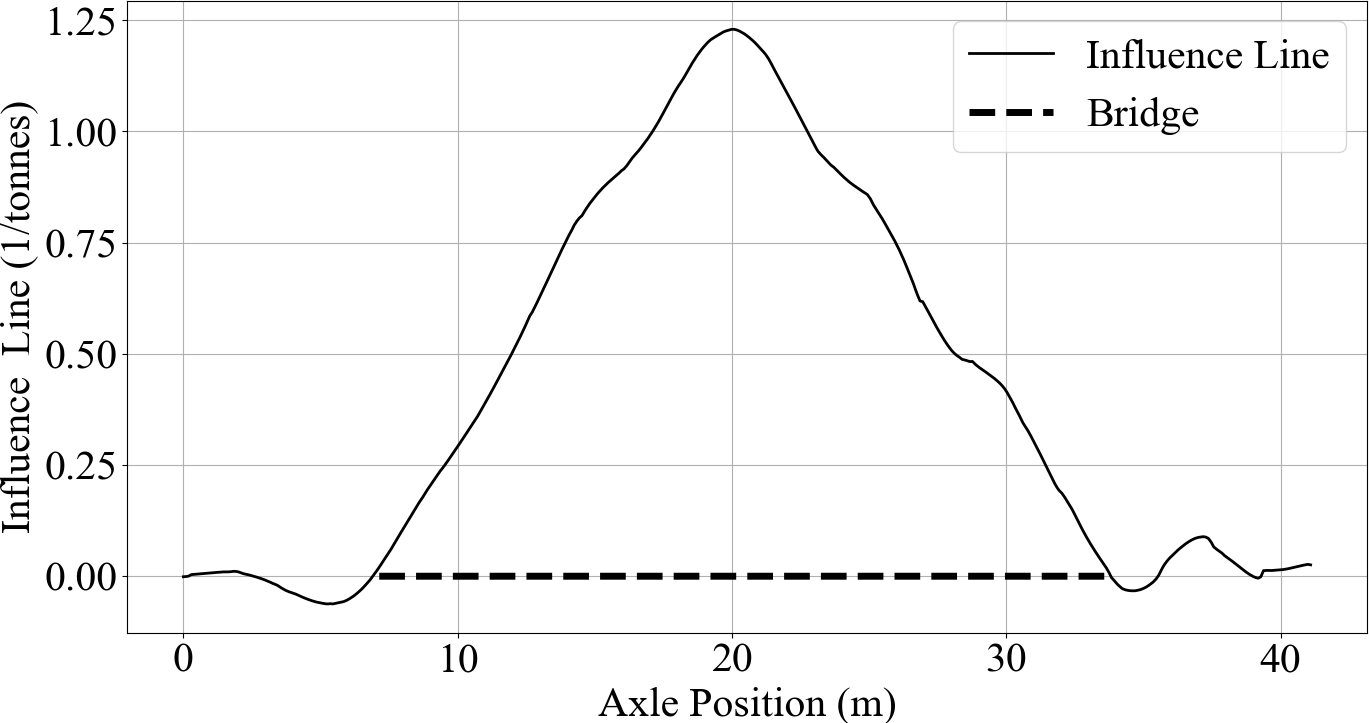 Influence Line (1/tonnes)
1.25
1.00
0.75
0.50
0.25
0.00
0 10 20 30 40
Axle Position (m)
Influence Line
Bridge